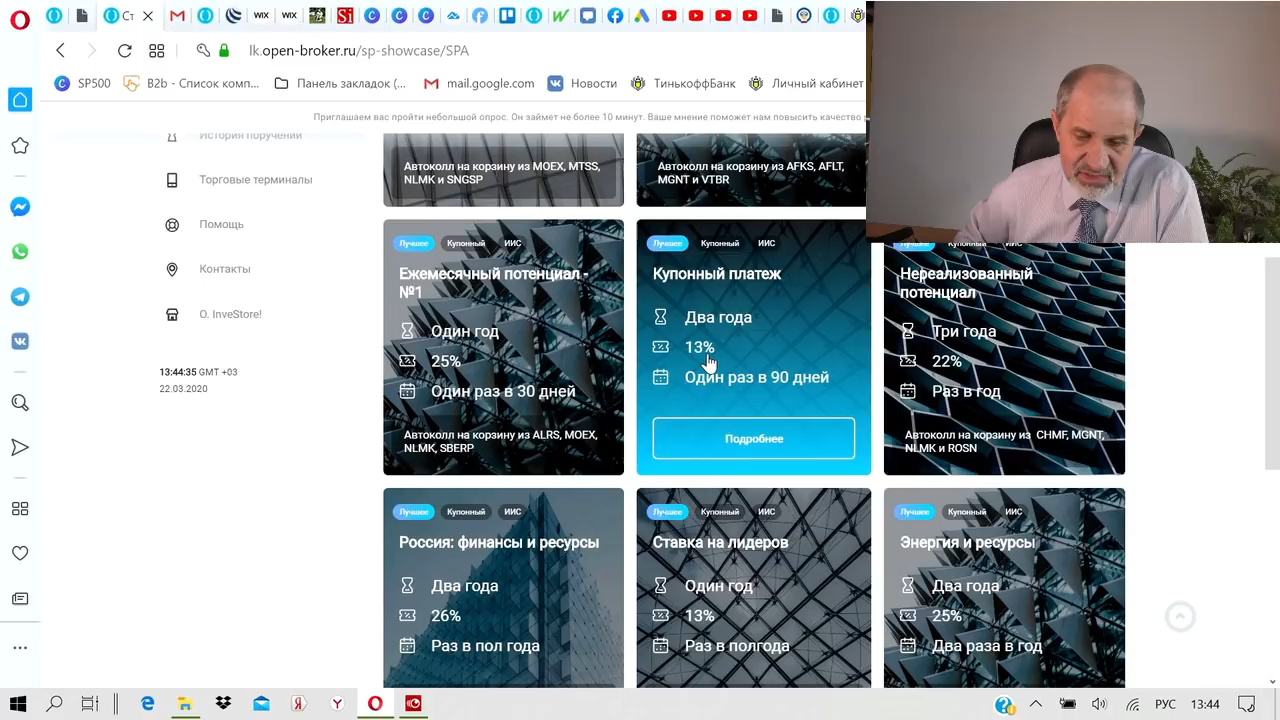 Ст
WIX
WIX
Si
lk.open-broker.ru/sp-showcase/SPA
SP500
B2b - Список комп...
Панель закладок (...
mail.google.com
Новости
ТинькоффБанк
Личный кабинет
Приглашаем вас пройти небольшой опрос. Он займет не более 10 минут. Ваше мнение поможет нам повысить качество
История поручений
Торговые терминалы
Помощь
Контакты
O. InveStore!
13:44:35 GMT +03
22.03.2020
Автоколл на корзину из MOEX, MTSS,
NLMK и SNGSP
Автоколл на корзину из AFKS, AFLT,
MGNT и VTBR
Лучшее Купонный ИИС
Ежемесячный потенциал -
№1
Один год
25%
Один раз в 30 дней
Автоколл на корзину из ALRS, MOEX,
NLMK, SBERP
Лучшее Купонный ИИС
Купонный платеж
Два года
13%
Один раз в 90 дней
Подробнее
Лучшее Купонный ИИС
Нереализованный
потенциал
Три года
22%
Раз в год
Автоколл на корзину из CHMF, MGNT,
NLMK и ROSN
Лучшее Купонный ИИС
Россия: финансы и ресурсы
Два года
26%
Раз в пол года
Лучшее Купонный ИИС
Ставка на лидеров
Один год
13%
Раз в полгода
Лучшее Купонный ИИС
Энергия и ресурсы
Два года
25%
Два раза в год
РУС
13:44